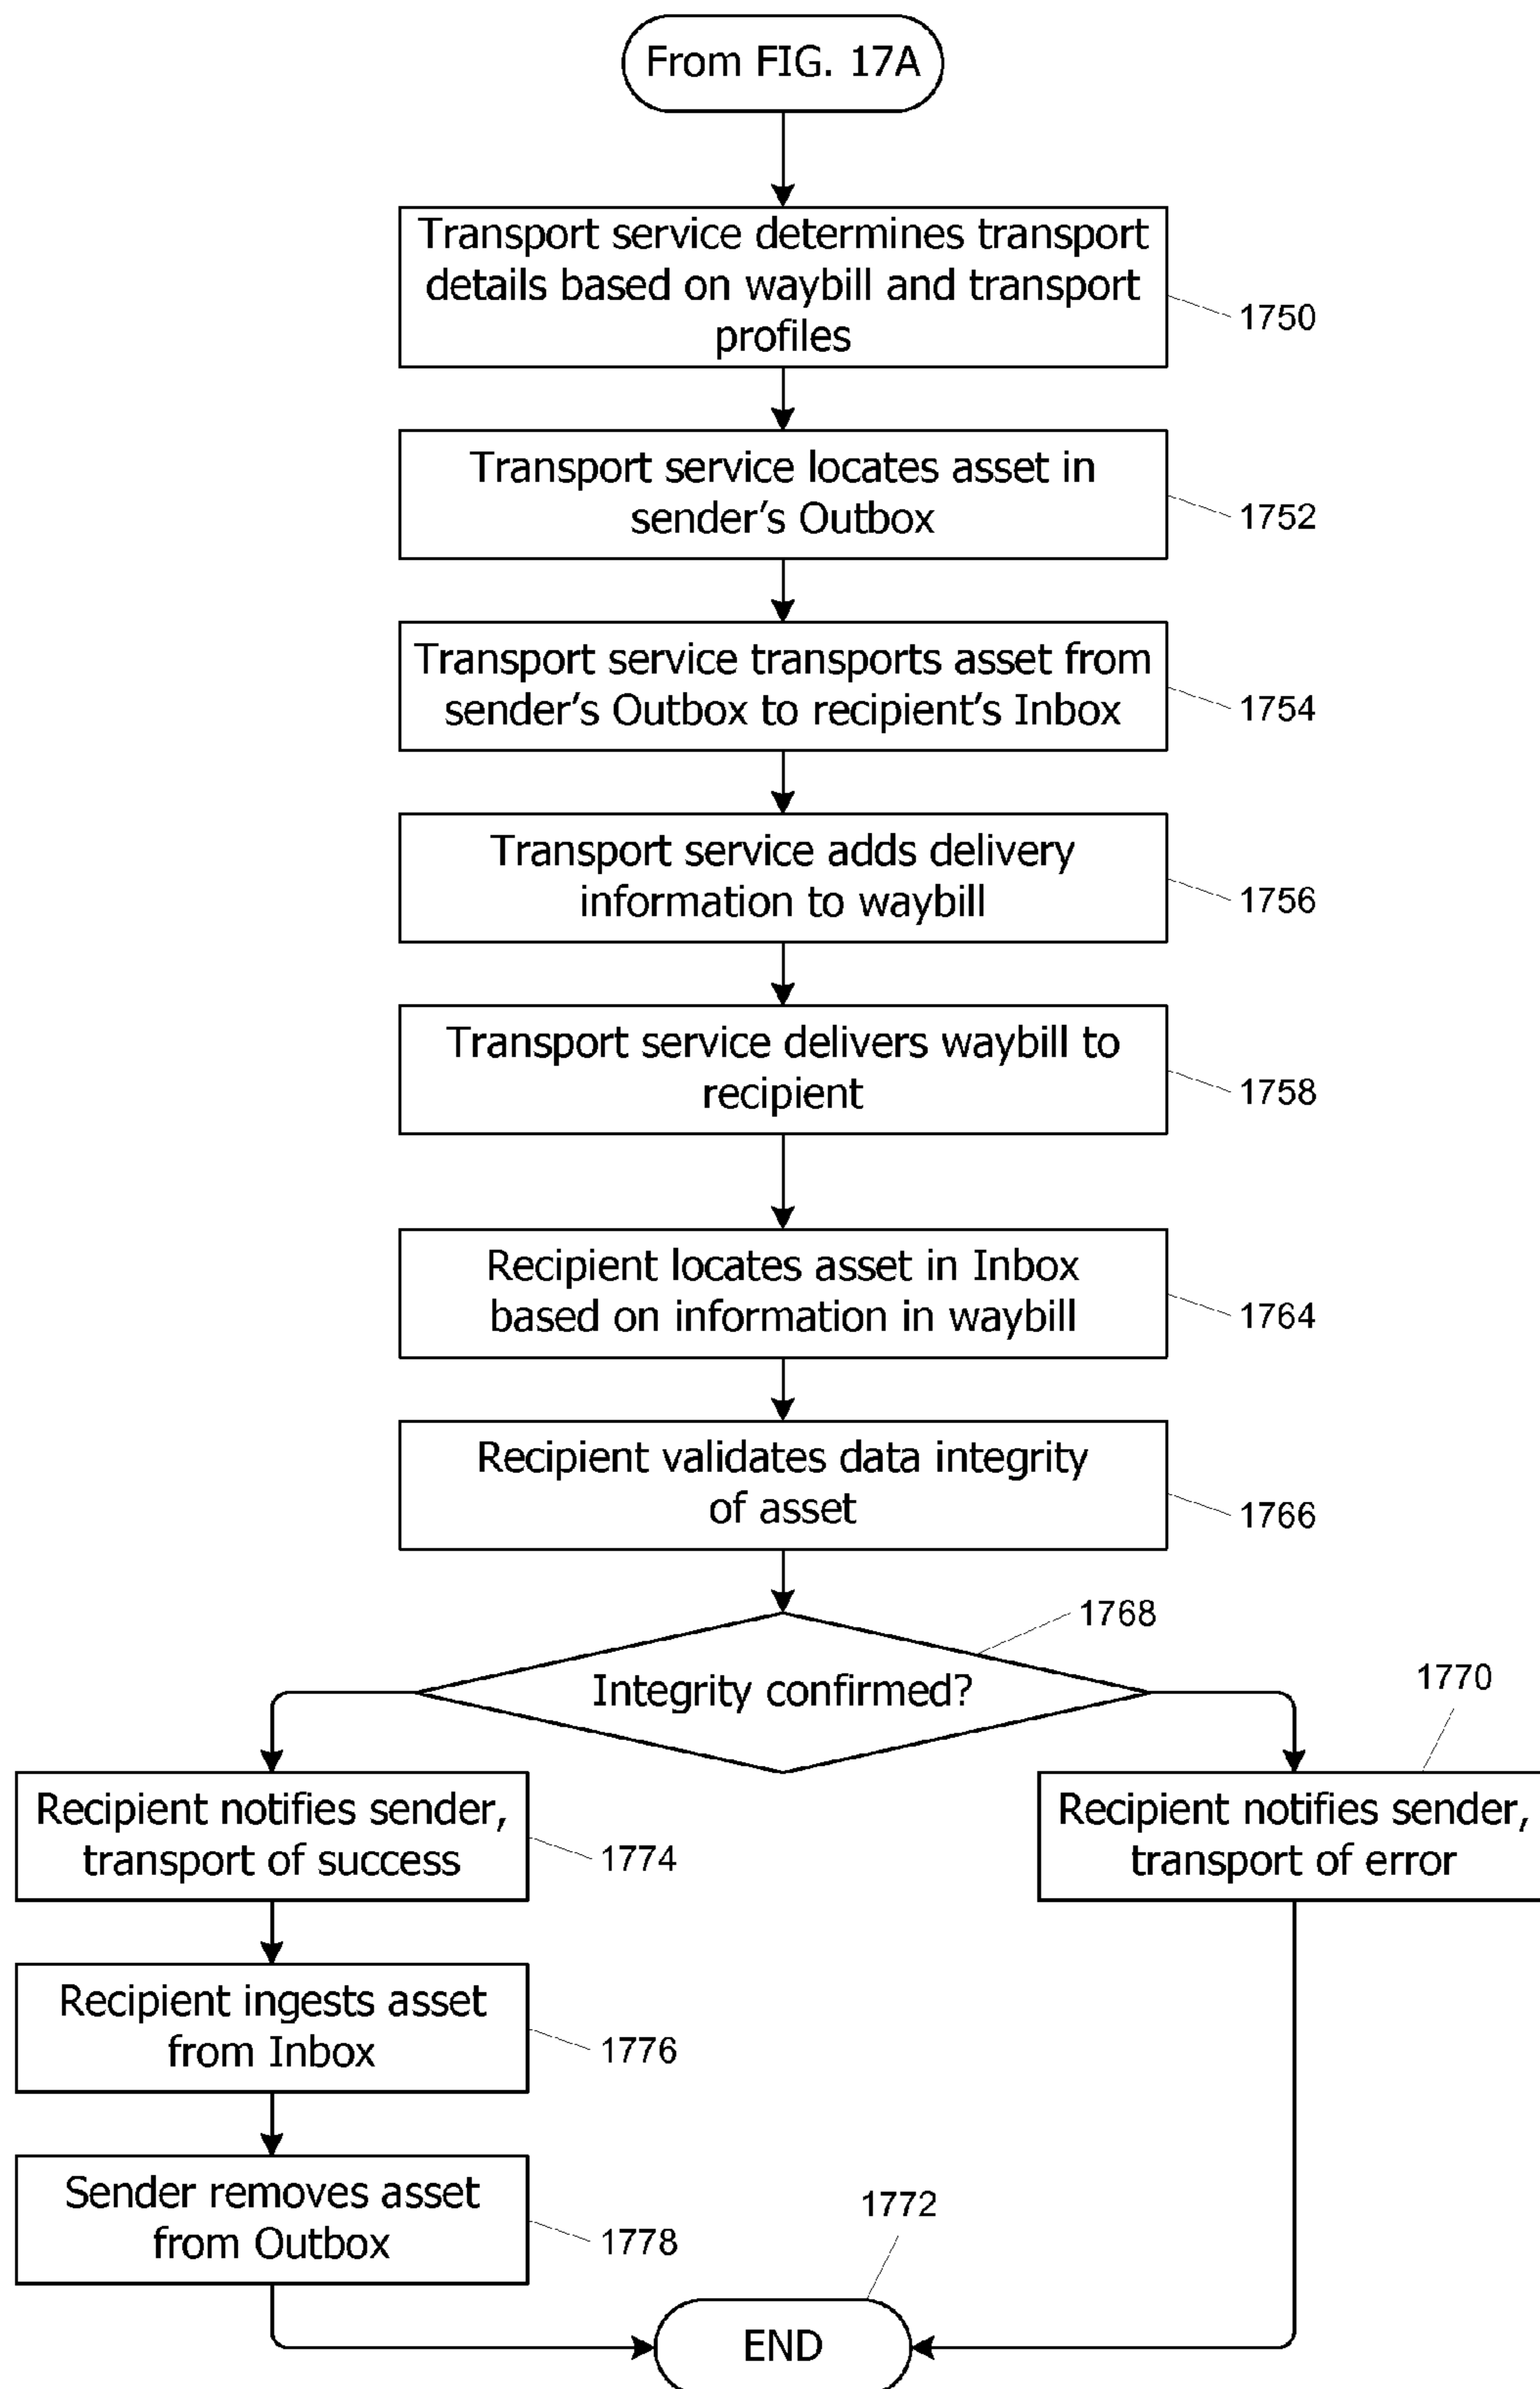 From FIG. 17A
Transport service determines transport
details based on waybill and transport
profiles
1750
Transport service locates asset in
sender's Outbox
1752
Transport service transports asset from
sender's Outbox to recipient's Inbox
1754
Transport service adds delivery
information to waybill
1756
Transport service delivers waybill to
recipient
1758
Recipient locates asset in Inbox
based on information in waybill
1764
Recipient validates data integrity
of asset
1766
1768
Integrity confirmed?
1770
Recipient notifies sender,
transport of success
1774
Recipient notifies sender,
transport of error
Recipient ingests asset
from Inbox
1776
Sender removes asset
from Outbox
1778
1772
END